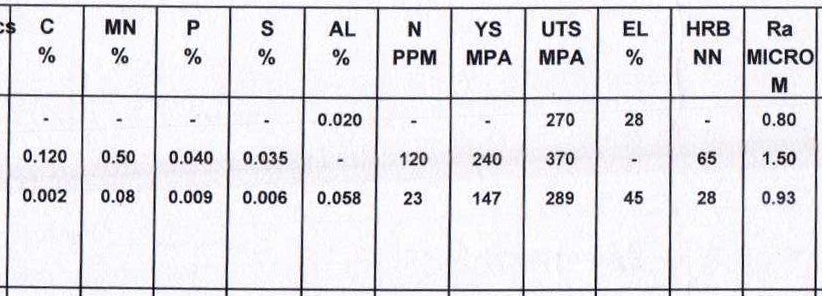 cs C MN P S AL N YS UTS EL HRB Ra
% % % % % PPM MPA MPA % NN MICRO
M
- - - - 0.020 - - 270 28 - 0.80
0.120 0.50 0.040 0.035 - 120 240 370 - 65 1.50
0.002 0.08 0.009 0.006 0.058 23 147 289 45 28 0.93